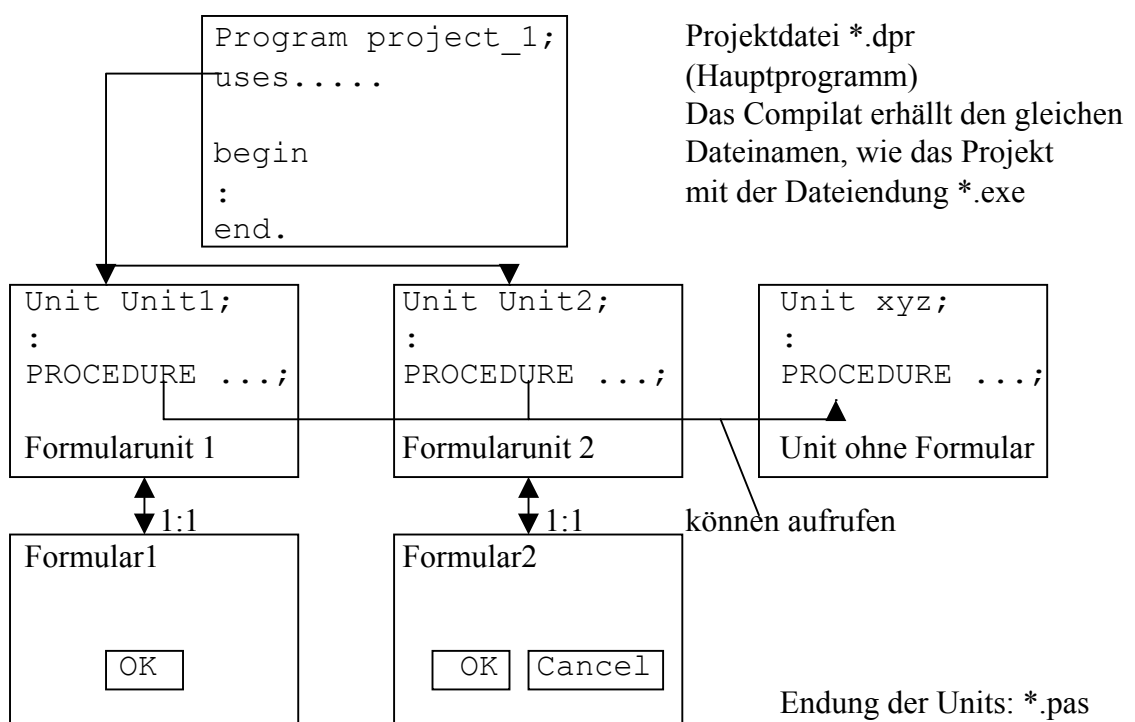 Program project_1;
uses.....
begin
:
end.
Projektdatei *.dpr
(Hauptprogramm)
Das Compilat erhällt den gleichen
Dateinamen, wie das Projekt
mit der Dateiendung *.exe
Unit Unit1;
:
PROCEDURE ...;
Formularunit 1
Unit Unit2;
:
PROCEDURE ...;
Formularunit 2
Unit xyz;
:
PROCEDURE ...;
Unit ohne Formular
1:1
1:1
können aufrufen
Formular1
OK
Formular2
OK
Cancel
Endung der Units: *.pas